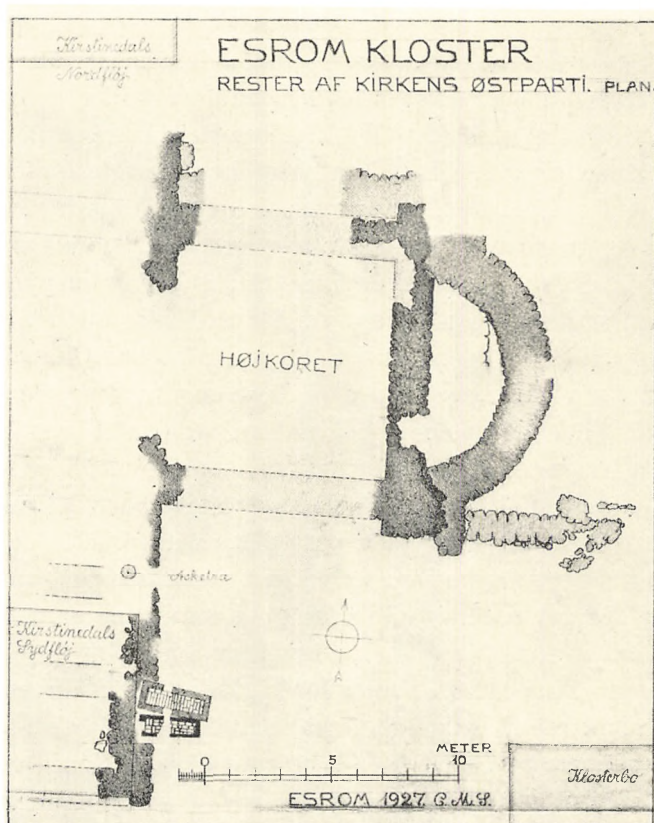 Kirstinedals
Nordfløj
ESROM KLOSTER
RESTER AF KIRKENS ØSTPARTI. PLAN.
HØJKORET
Asketræ
Kirstinedals
Sydfløj
A
METER
0 5 10
ESROM 1927. C.M.S.
Klosterbo